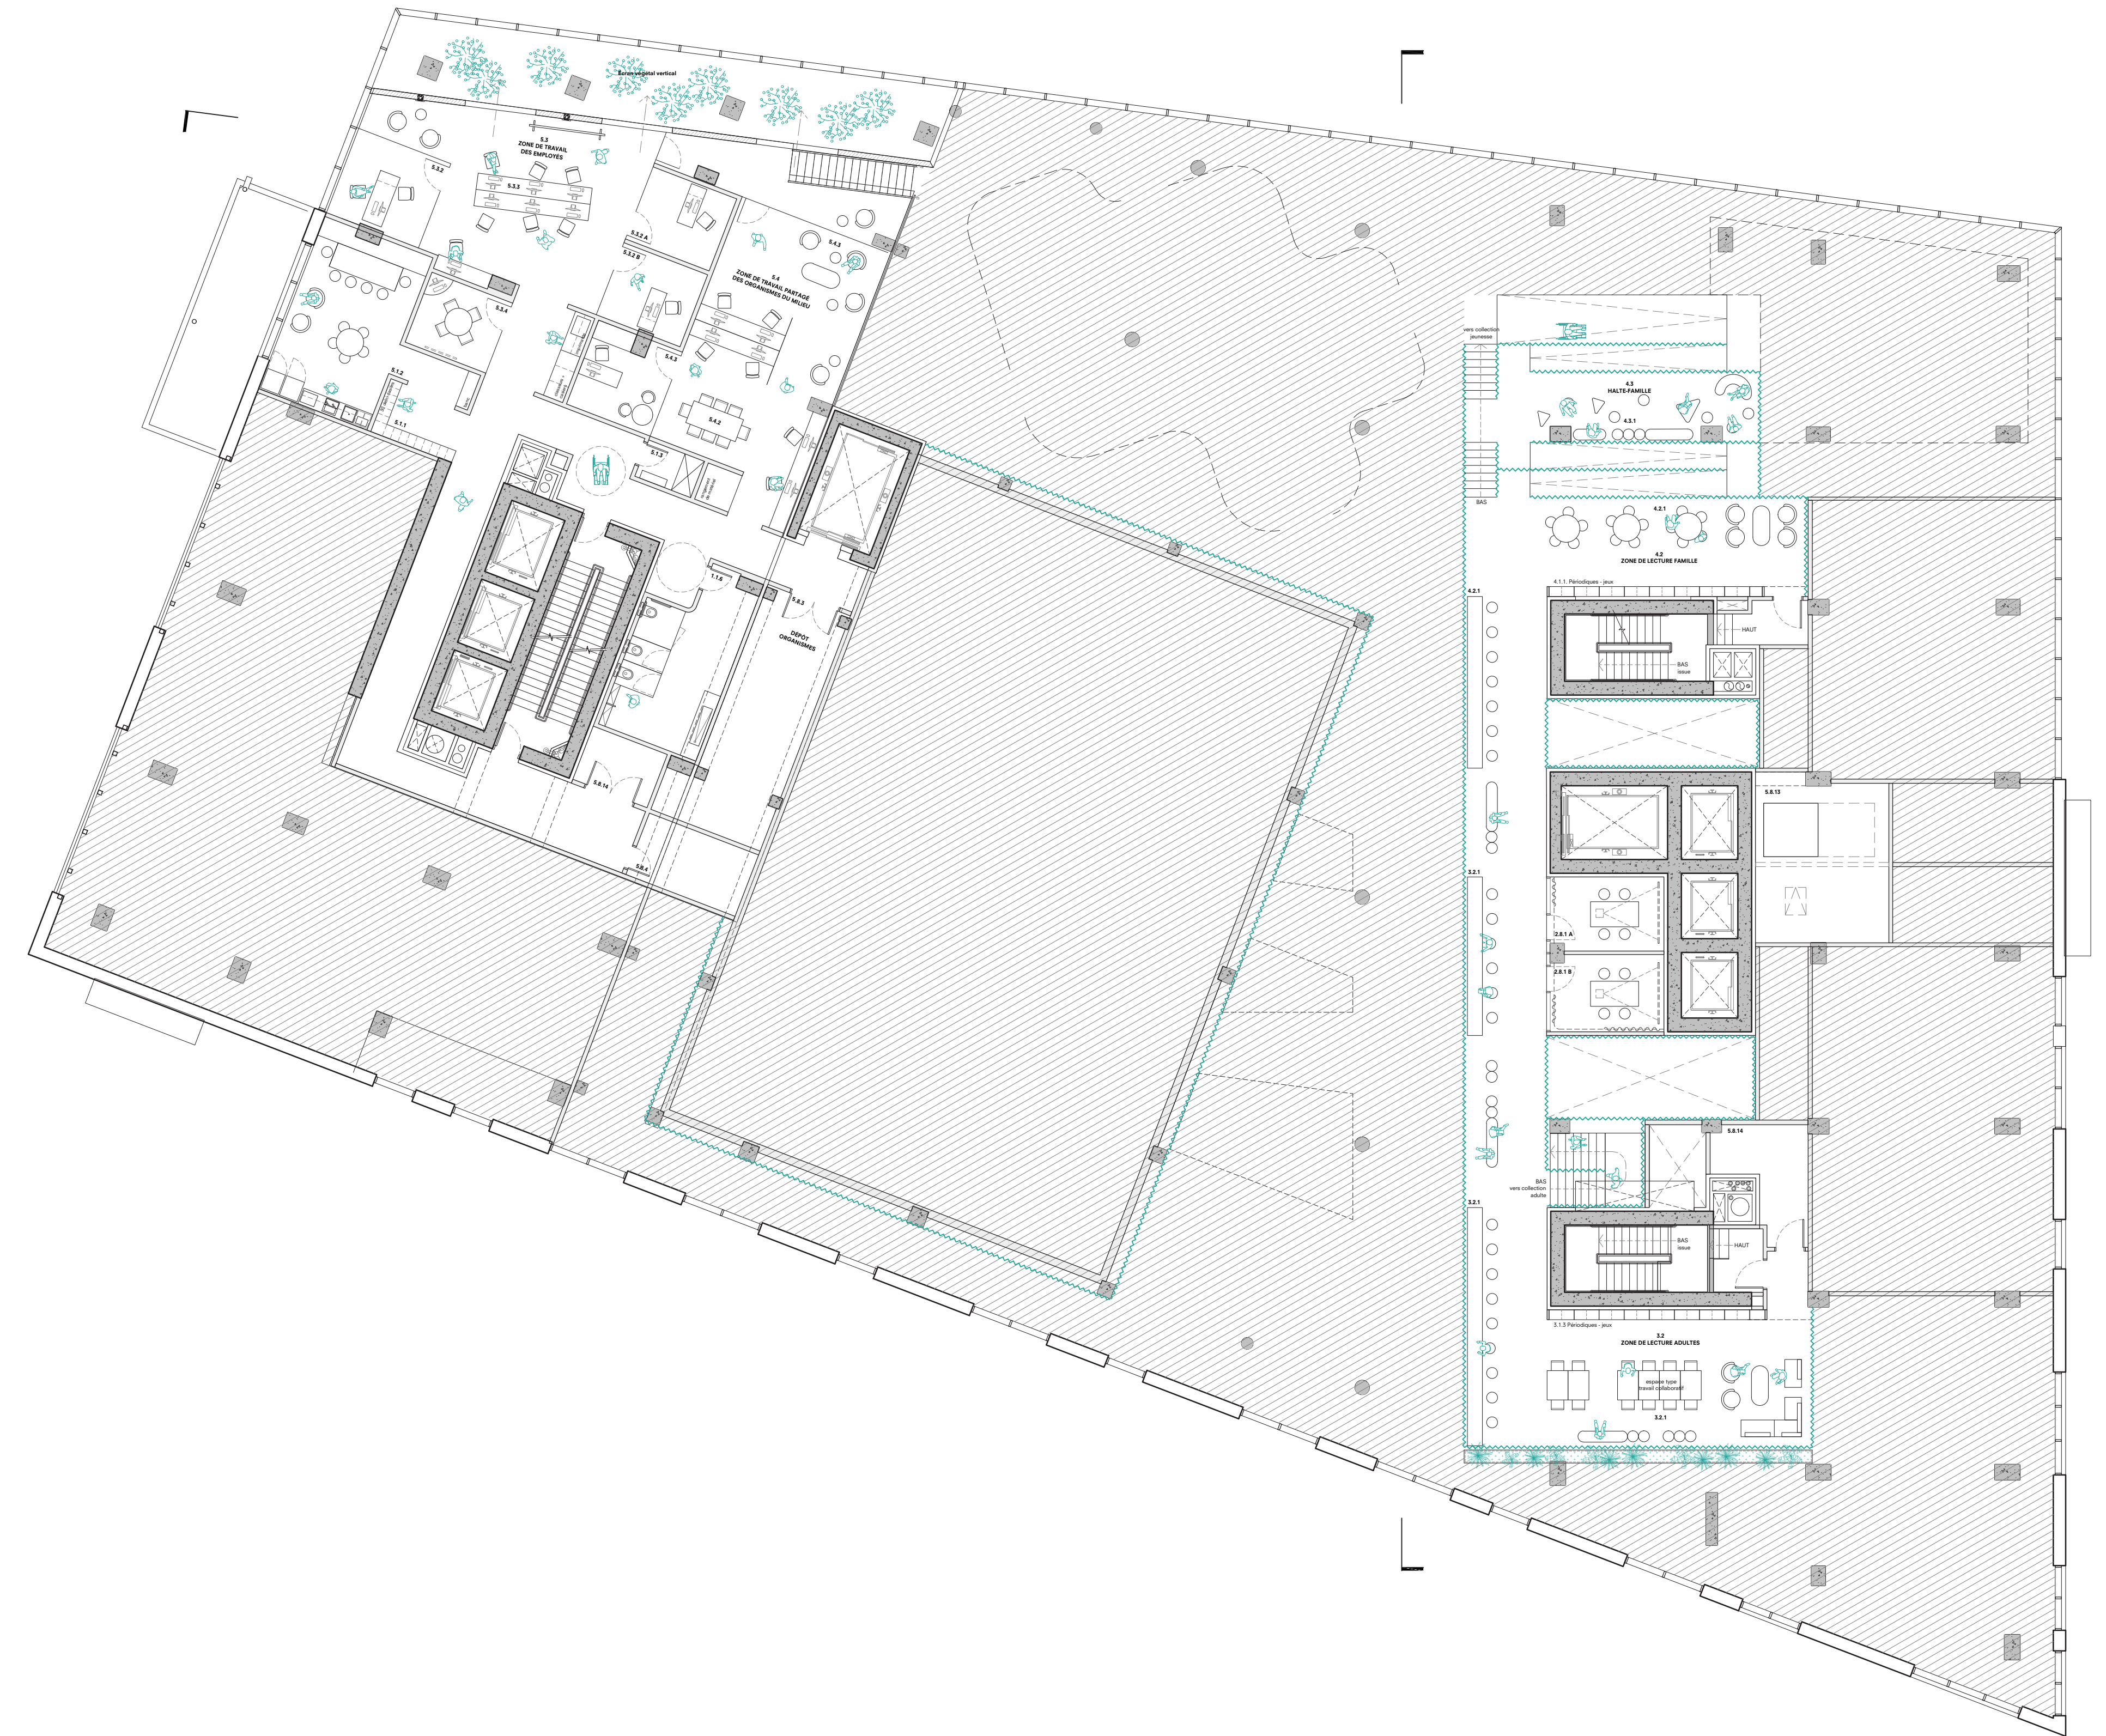 Écran végétal vertical
5.3
ZONE DE TRAVAIL
DES EMPLOYÉS
5.3.2
5.3.3
5.3.2 A
5.3.2 B
5.4.3
5.4
ZONE DE TRAVAIL PARTAGÉ
DES ORGANISMES DU MILIEU
5.3.4
5.4.3
5.1.2
5.1.1
5.4.2
5.1.3
rangement
de matériel
1.1.6
5.8.3
DÉPÔT
ORGANISMES
5.8.14
5.8.4
vers collection
jeunesse
BAS
4.3
HALTE-FAMILLE
4.3.1
4.2.1
4.2
ZONE DE LECTURE FAMILLE
4.1.1. Périodiques - jeux
4.2.1
HAUT
BAS
issue
5.8.13
3.2.1
2.8.1 A
2.8.1 B
5.8.14
BAS
vers collection
adulte
3.2.1
BAS
issue
HAUT
3.1.3 Périodiques - jeux
3.2
ZONE DE LECTURE ADULTES
espace type
travail collaboratif
3.2.1